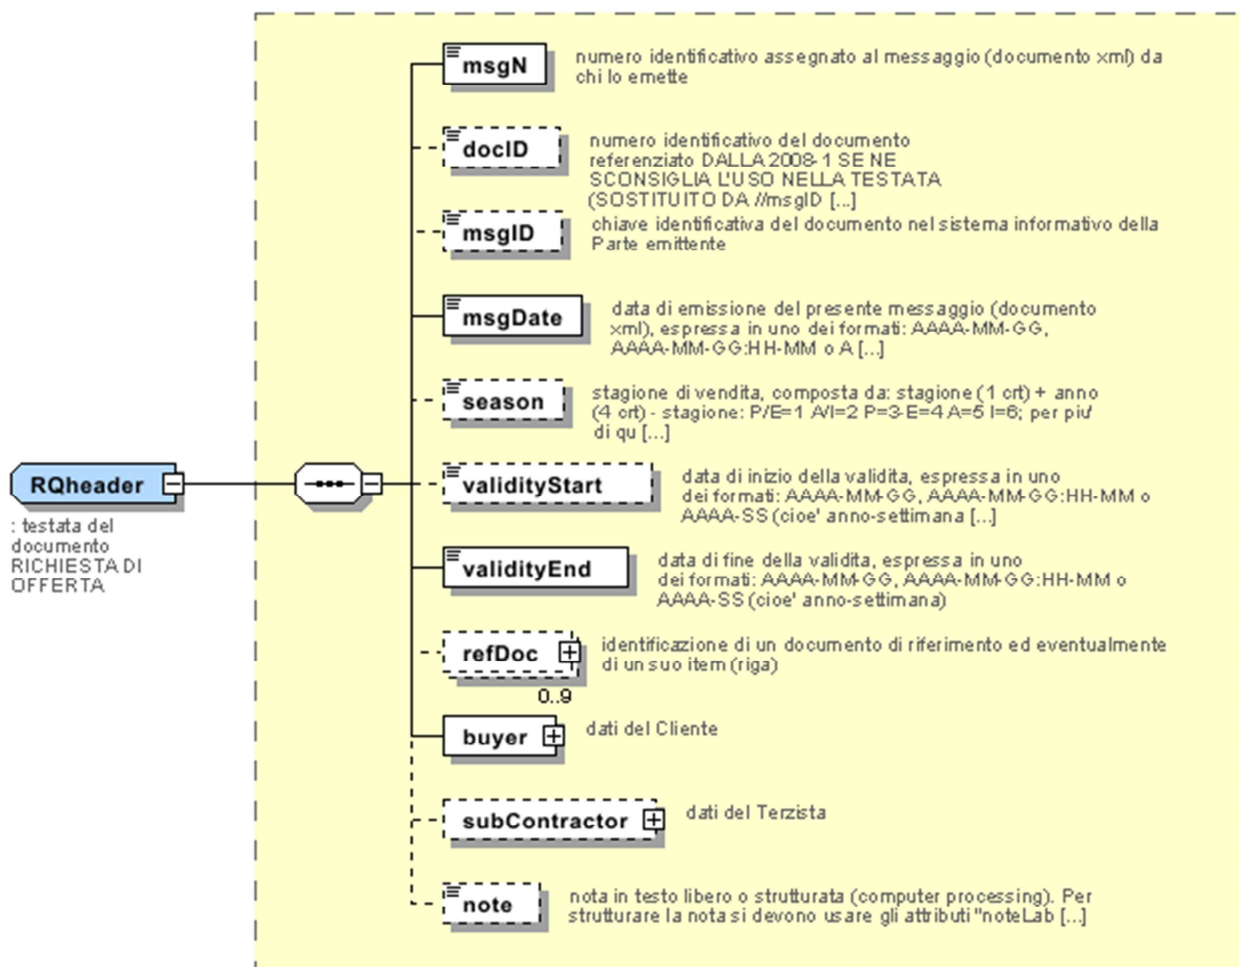 msgN
numero identificativo assegnato al messaggio (documento xml) da
chi lo emette
docID
numero identificativo del documento
referenziato DALLA 2008-1 SE NE
SCONSIGLIA L'USO NELLA TESTATA
(SOSTITUITO DA //msgID [...]
msgID
chiave identificativa del documento nel sistema informativo della
Parte emittente
msgDate
data di emissione del presente messaggio (documento
xml), espressa in uno dei formati: AAAA-MM-GG,
AAAA-MM-GG:HH-MM o A [...]
season
stagione di vendita, composta da: stagione (1 crt) + anno
(4 crt) - stagione: P/E=1 A/I=2 P=3-E=4 A=5 I=6; per piu'
di qu [...]
RQheader
: testata del
documento
RICHIESTA DI
OFFERTA
validityStart
data di inizio della validita, espressa in uno
dei formati: AAAA-MM-GG, AAAA-MM-GG:HH-MM o
AAAA-SS (cioe' anno-settimana [...]
validityEnd
data di fine della validita, espressa in uno
dei formati: AAAA-MM-GG, AAAA-MM-GG:HH-MM o
AAAA-SS (cioe' anno-settimana)
refDoc
0..9
identificazione di un documento di riferimento ed eventualmente
di un suo item (riga)
buyer
dati del Cliente
subContractor
dati del Terzista
note
nota in testo libero o strutturata (computer processing). Per
strutturare la nota si devono usare gli attributi "noteLab [...]